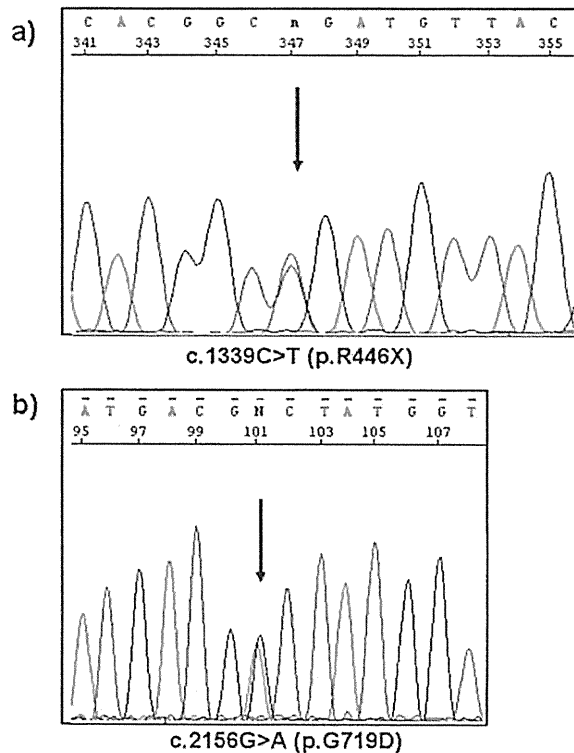 a)
C A C G G C n G A T G T T A C
341 343 345 347 349 351 353 355
c.1339C>T (p.R446X)
b)
A T G A C G N C T A T G G T
95 97 99 101 103 105 107
c.2156G>A (p.G719D)